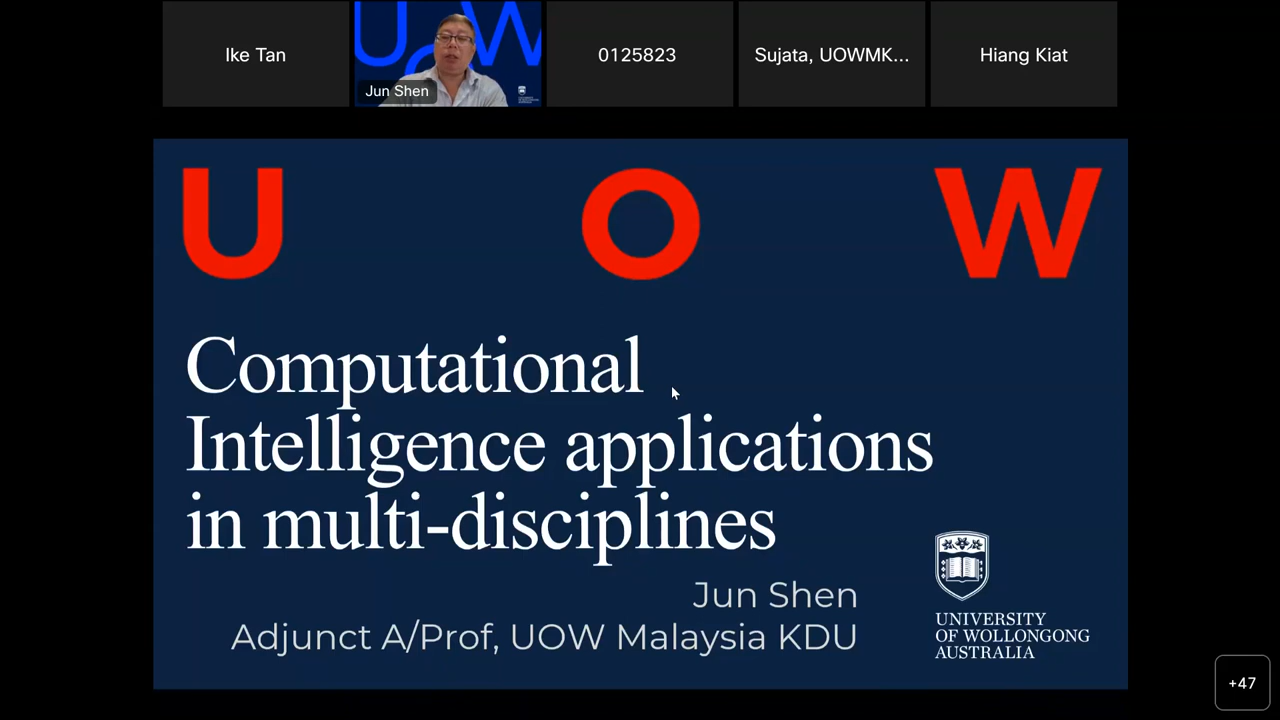 Ike Tan
UOW
Jun Shen
0125823
Sujata, UOWMK...
Hiang Kiat
U O W
Computational
Intelligence applications
in multi-disciplines
Jun Shen
Adjunct A/Prof, UOW Malaysia KDU
UNIVERSITY
OF WOLLONGONG
AUSTRALIA
+47